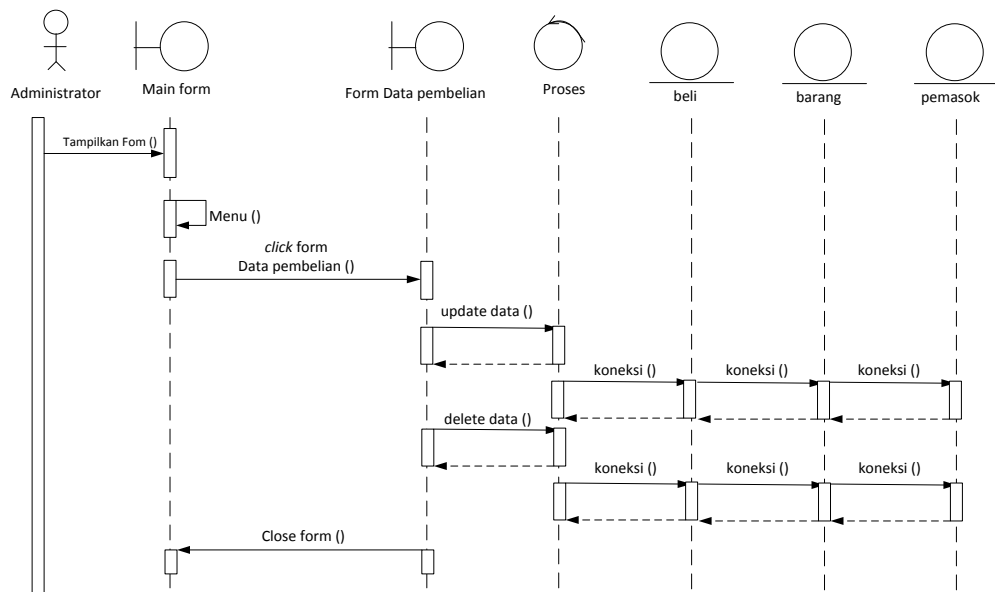 Administrator
Main form
Form Data pembelian
Proses
beli
barang
pemasok
Tampilkan Fom ()
Menu ()
click form
Data pembelian ()
update data ()
koneksi ()
koneksi ()
koneksi ()
delete data ()
koneksi ()
koneksi ()
koneksi ()
Close form ()